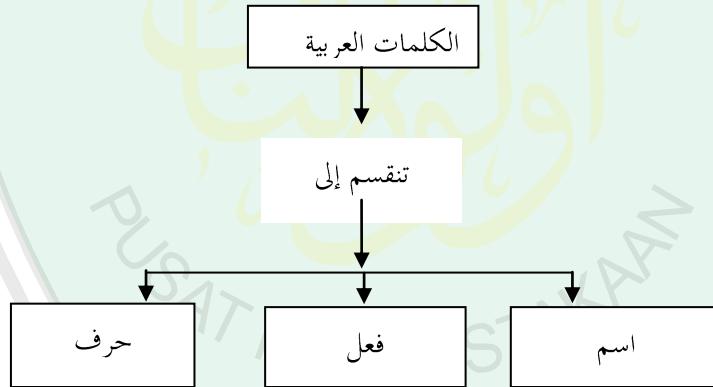 الكلمات العربية
تنقسم إلى
اسم
فعل
حرف